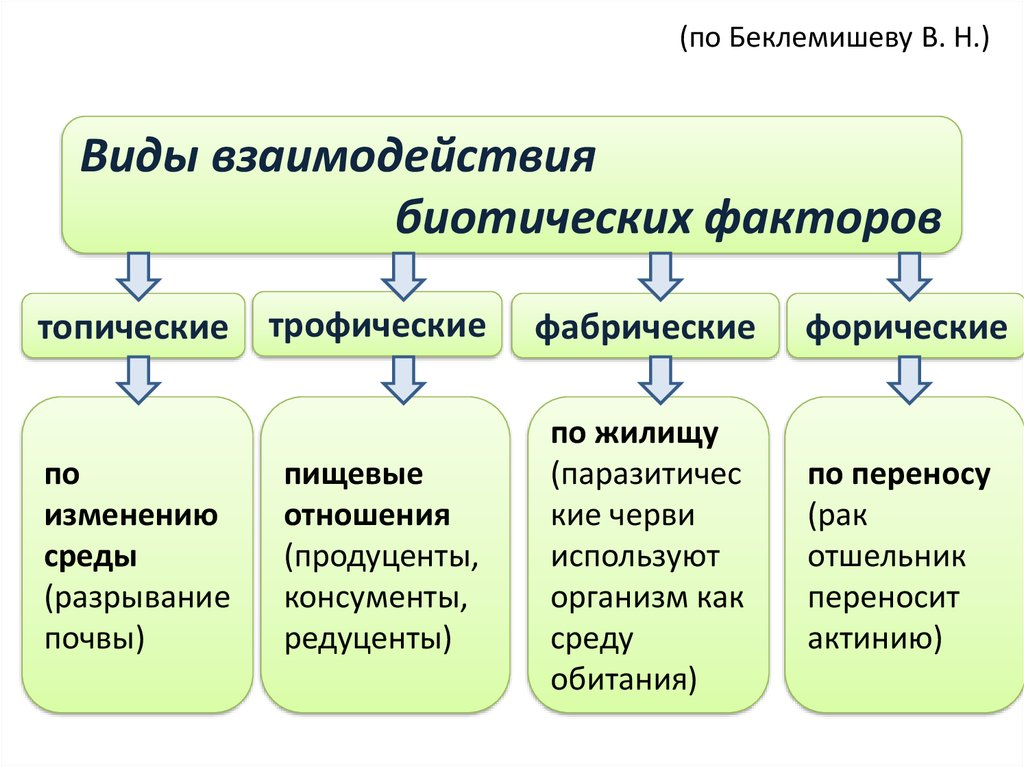 (по Беклемишеву В. Н.)
Виды взаимодействия
биотических факторов
топические
трофические
фабрические
форические
по
изменению
среды
(разрывание
почвы)
пищевые
отношения
(продуценты,
консументы,
редуценты)
по жилищу
(паразитичес
кие черви
используют
организм как
среду
обитания)
по переносу
(рак
отшельник
переносит
актинию)